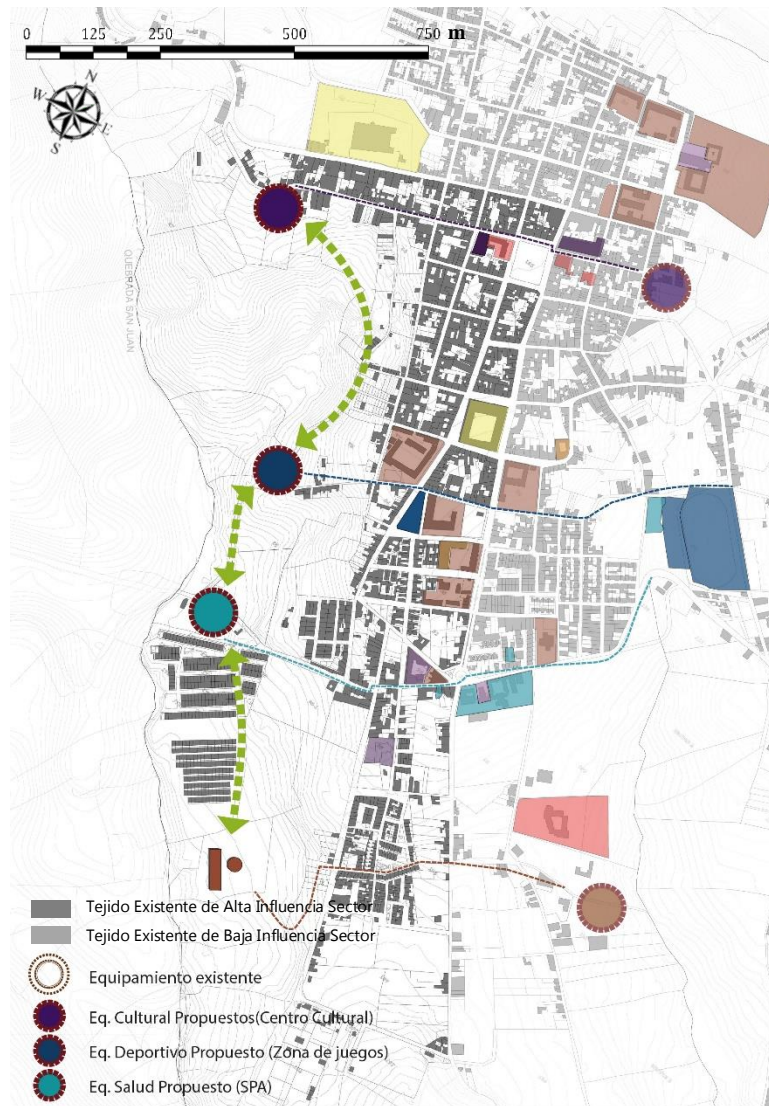 0 125 250 500 750 m
N
W
E
S
QUEBRADA SAN JUAN
Tejido Existente de Alta Influencia Sector
Tejido Existente de Baja Influencia Sector
Equipamiento existente
Eq. Cultural Propuestos(Centro Cultural)
Eq. Deportivo Propuesto (Zona de juegos)
Eq. Salud Propuesto (SPA)